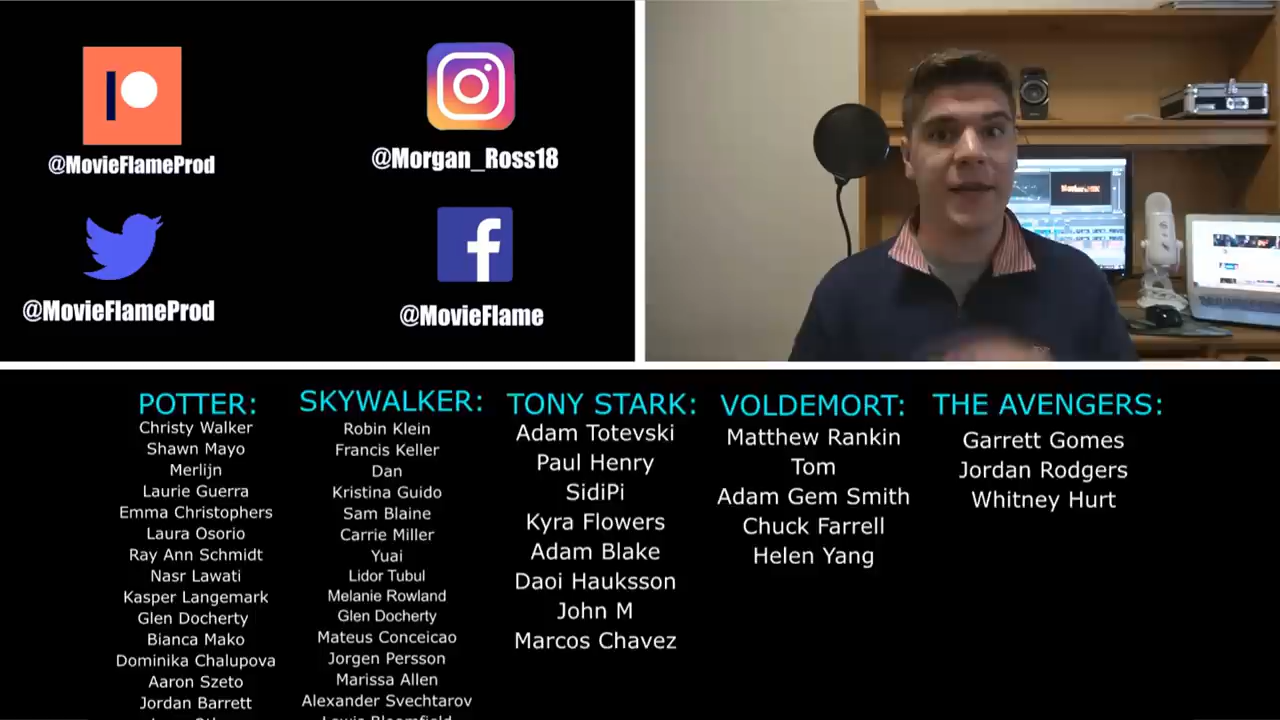 @MovieFlameProd
@Morgan_Ross18
@MovieFlameProd
@MovieFlame
POTTER:
Christy Walker
Shawn Mayo
Merlijn
Laurie Guerra
Emma Christophers
Laura Osorio
Ray Ann Schmidt
Nasr Lawati
Kasper Langemark
Glen Docherty
Bianca Mako
Dominika Chalupova
Aaron Szeto
Jordan Barrett
SKYWALKER:
Robin Klein
Francis Keller
Dan
Kristina Guido
Sam Blaine
Carrie Miller
Yuai
Lidor Tubul
Melanie Rowland
Glen Docherty
Mateus Conceicao
Jorgen Persson
Marissa Allen
Alexander Svechtarov
Lewis Bloomfield
TONY STARK:
Adam Totevski
Paul Henry
SidiPi
Kyra Flowers
Adam Blake
Daoi Hauksson
John M
Marcos Chavez
VOLDEMORT:
Matthew Rankin
Tom
Adam Gem Smith
Chuck Farrell
Helen Yang
THE AVENGERS:
Garrett Gomes
Jordan Rodgers
Whitney Hurt